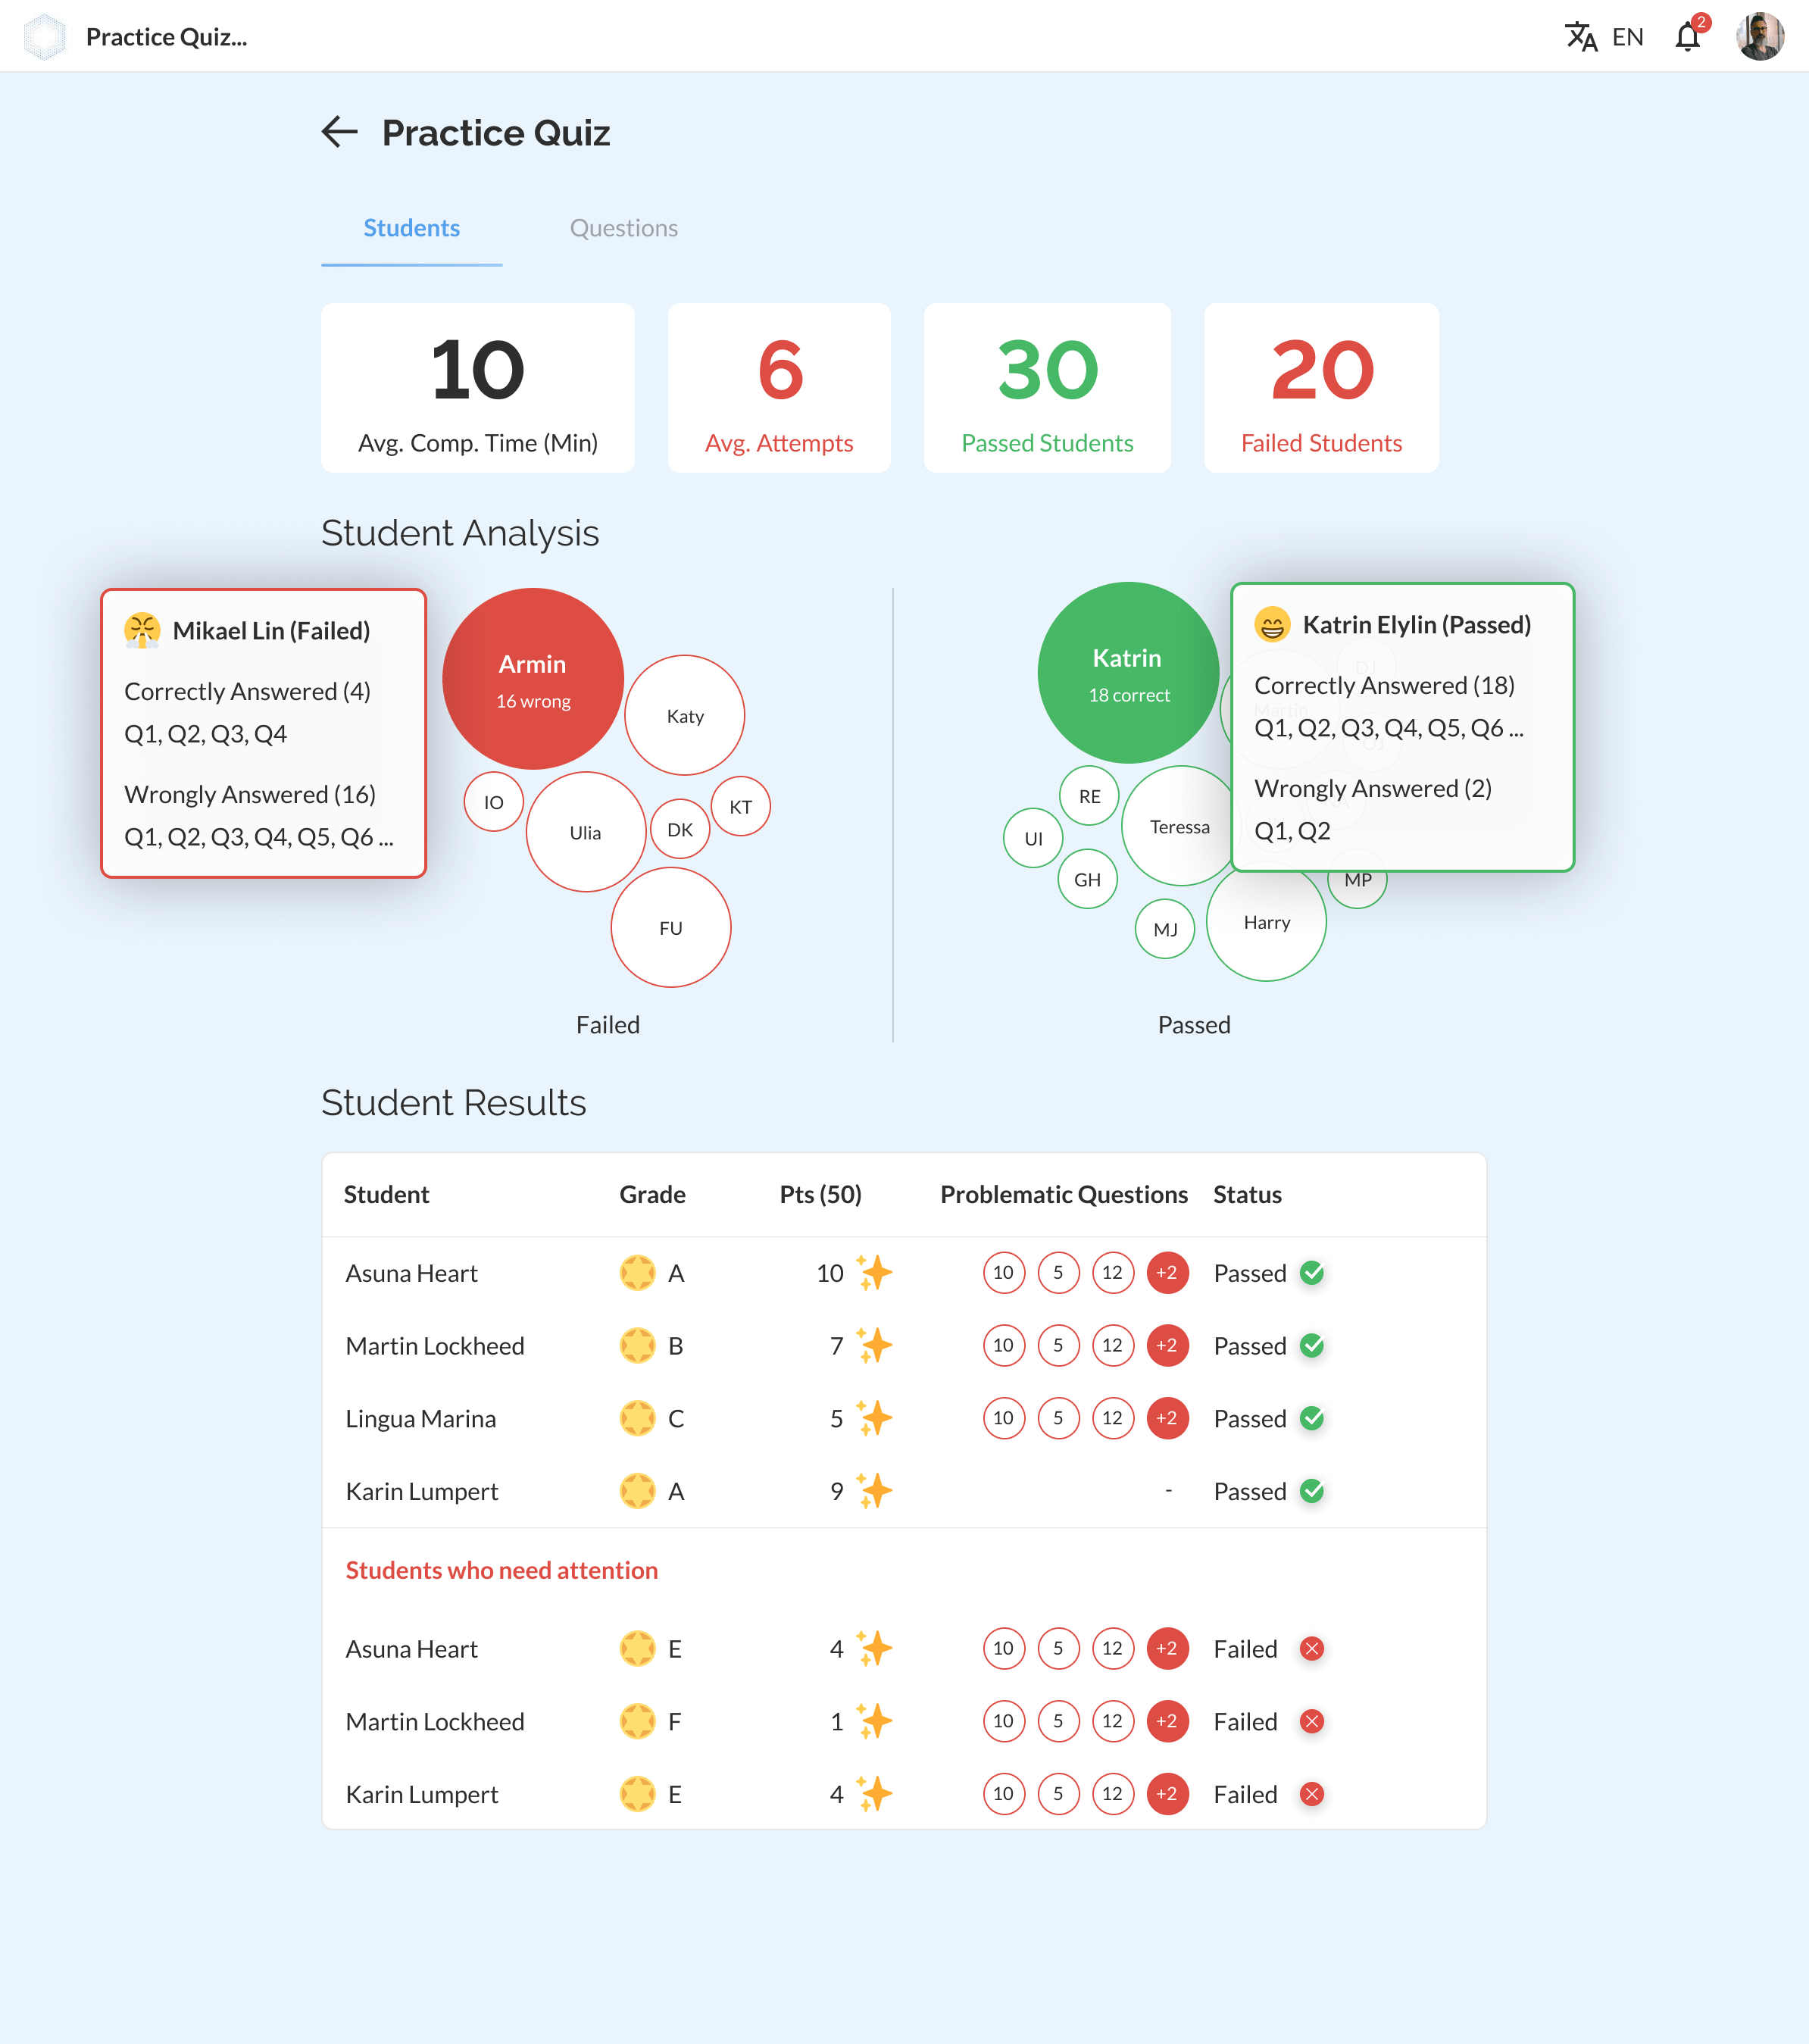 Practice Quiz...
EN
2
Practice Quiz
Students
Questions
10
Avg. Comp. Time (Min)
6
Avg. Attempts
30
Passed Students
20
Failed Students
Student Analysis
Mikael Lin (Failed)
Correctly Answered (4)
Q1, Q2, Q3, Q4
Wrongly Answered (16)
Q1, Q2, Q3, Q4, Q5, Q6 ...
Armin
16 wrong
Katy
IO
Ulia
DK
KT
FU
Failed
Katrin
18 correct
RE
UI
Teressa
GH
MJ
Harry
MP
Passed
Katrin Elylin (Passed)
Correctly Answered (18)
Q1, Q2, Q3, Q4, Q5, Q6 ...
Wrongly Answered (2)
Q1, Q2
Martin
Student Results
Student Grade Pts (50) Problematic Questions Status
Asuna Heart A 10 10 5 12 +2 Passed
Martin Lockheed B 7 10 5 12 +2 Passed
Lingua Marina C 5 10 5 12 +2 Passed
Karin Lumpert A 9 - Passed
Students who need attention
Asuna Heart E 4 10 5 12 +2 Failed
Martin Lockheed F 1 10 5 12 +2 Failed
Karin Lumpert E 4 10 5 12 +2 Failed